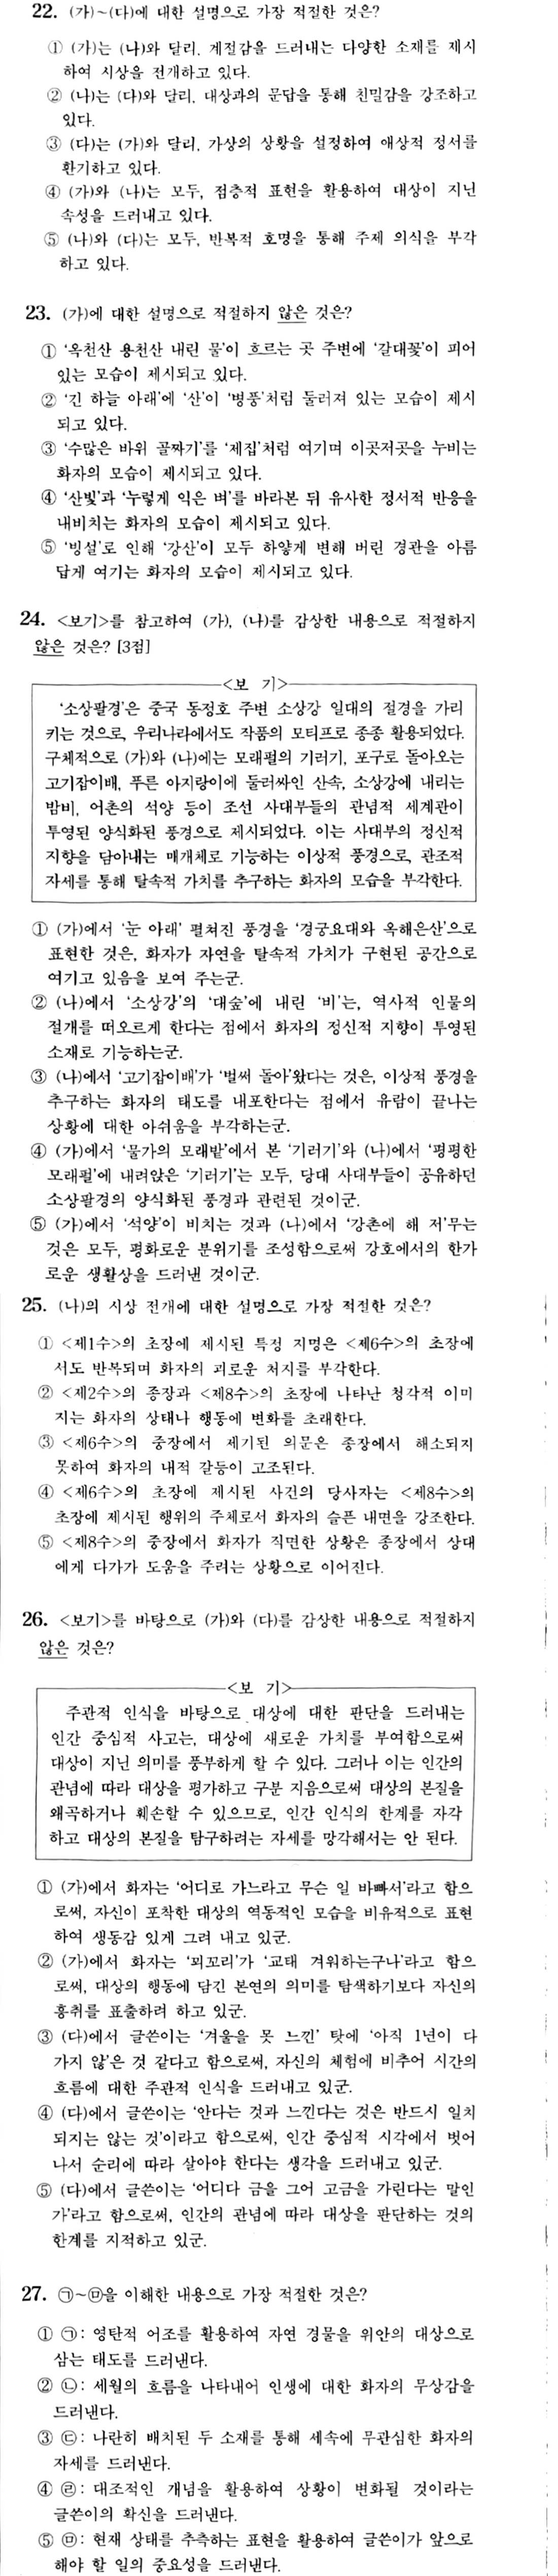 22. (가)~(다)에 대한 설명으로 가장 적절한 것은?
① (가)는 (나)와 달리, 계절감을 드러내는 다양한 소재를 제시
하여 시상을 전개하고 있다.
② (나)는 (다)와 달리, 대상과의 문답을 통해 친밀감을 강조하고
있다.
③ (다)는 (가)와 달리, 가상의 상황을 설정하여 애상적 정서를
환기하고 있다.
④ (가)와 (나)는 모두, 점층적 표현을 활용하여 대상이 지닌
속성을 드러내고 있다.
⑤ (나)와 (다)는 모두, 반복적 호명을 통해 주제 의식을 부각
하고 있다.
23. (가)에 대한 설명으로 적절하지 않은 것은?
① '옥천산 용천산 내린 물'이 흐르는 곳 주변에 '갈대꽃'이 피어
있는 모습이 제시되고 있다.
② '긴 하늘 아래'에 '산'이 '병풍'처럼 둘러져 있는 모습이 제시
되고 있다.
③ '수많은 바위 골짜기'를 '제집'처럼 여기며 이곳저곳을 누비는
화자의 모습이 제시되고 있다.
④ '산빛'과 '누렇게 익은 벼'를 바라본 뒤 유사한 정서적 반응을
내비치는 화자의 모습이 제시되고 있다.
⑤ '빙설'로 인해 '강산'이 모두 하얗게 변해 버린 경관을 아름
답게 여기는 화자의 모습이 제시되고 있다.
24. <보기>를 참고하여 (가), (나)를 감상한 내용으로 적절하지
않은 것은? [3점]
<보 기>
'소상팔경'은 중국 동정호 주변 소상강 일대의 절경을 가리
키는 것으로, 우리나라에서도 작품의 모티프로 종종 활용되었다.
구체적으로 (가)와 (나)에는 모래펄의 기러기, 포구로 돌아오는
고기잡이배, 푸른 아지랑이에 둘러싸인 산속, 소상강에 내리는
밤비, 어촌의 석양 등이 조선 사대부들의 관념적 세계관이
투영된 양식화된 풍경으로 제시되었다. 이는 사대부의 정신적
지향을 담아내는 매개체로 기능하는 이상적 풍경으로, 관조적
자세를 통해 탈속적 가치를 추구하는 화자의 모습을 부각한다.
① (가)에서 '눈 아래' 펼쳐진 풍경을 '경궁요대와 옥해은산'으로
표현한 것은, 화자가 자연을 탈속적 가치가 구현된 공간으로
여기고 있음을 보여 주는군.
② (나)에서 '소상강'의 '대숲'에 내린 '비'는, 역사적 인물의
절개를 떠오르게 한다는 점에서 화자의 정신적 지향이 투영된
소재로 기능하는군.
③ (나)에서 '고기잡이배'가 '벌써 돌아'왔다는 것은, 이상적 풍경을
추구하는 화자의 태도를 내포한다는 점에서 유람이 끝나는
상황에 대한 아쉬움을 부각하는군.
④ (가)에서 '물가의 모래밭'에서 본 '기러기'와 (나)에서 '평평한
모래펄'에 내려앉은 '기러기'는 모두, 당대 사대부들이 공유하던
소상팔경의 양식화된 풍경과 관련된 것이군.
⑤ (가)에서 '석양'이 비치는 것과 (나)에서 '강촌에 해 저'무는
것은 모두, 평화로운 분위기를 조성함으로써 강호에서의 한가
로운 생활상을 드러낸 것이군.
25. (나)의 시상 전개에 대한 설명으로 가장 적절한 것은?
① <제1수>의 초장에 제시된 특정 지명은 <제6수>의 초장에
서도 반복되며 화자의 괴로운 처지를 부각한다.
② <제2수>의 종장과 <제8수>의 초장에 나타난 청각적 이미
지는 화자의 상태나 행동에 변화를 초래한다.
③ <제6수>의 중장에서 제기된 의문은 종장에서 해소되지
못하여 화자의 내적 갈등이 고조된다.
④ <제6수>의 초장에 제시된 사건의 당사자는 <제8수>의
초장에 제시된 행위의 주체로서 화자의 슬픈 내면을 강조한다.
⑤ <제8수>의 중장에서 화자가 직면한 상황은 종장에서 상대
에게 다가가 도움을 주려는 상황으로 이어진다.
26. <보기>를 바탕으로 (가)와 (다)를 감상한 내용으로 적절하지
않은 것은?
<보 기>
주관적 인식을 바탕으로 대상에 대한 판단을 드러내는
인간 중심적 사고는, 대상에 새로운 가치를 부여함으로써
대상이 지닌 의미를 풍부하게 할 수 있다. 그러나 이는 인간의
관념에 따라 대상을 평가하고 구분 지음으로써 대상의 본질을
왜곡하거나 훼손할 수 있으므로, 인간 인식의 한계를 자각
하고 대상의 본질을 탐구하려는 자세를 망각해서는 안 된다.
① (가)에서 화자는 '어디로 가느라고 무슨 일 바빠서'라고 함으
로써, 자신이 포착한 대상의 역동적인 모습을 비유적으로 표현
하여 생동감 있게 그려 내고 있군.
② (가)에서 화자는 '꾀꼬리'가 '교태 겨워하는구나'라고 함으
로써, 대상의 행동에 담긴 본연의 의미를 탐색하기보다 자신의
흥취를 표출하려 하고 있군.
③ (다)에서 글쓴이는 '겨울을 못 느낀' 탓에 '아직 1년이 다
가지 않'은 것 같다고 함으로써, 자신의 체험에 비추어 시간의
흐름에 대한 주관적 인식을 드러내고 있군.
④ (다)에서 글쓴이는 '안다는 것과 느낀다는 것은 반드시 일치
되지는 않는 것'이라고 함으로써, 인간 중심적 시각에서 벗어
나서 순리에 따라 살아야 한다는 생각을 드러내고 있군.
⑤ (다)에서 글쓴이는 '어디다 금을 그어 고금을 가린다는 말인
가'라고 함으로써, 인간의 관념에 따라 대상을 판단하는 것의
한계를 지적하고 있군.
27. ㉠~㉤을 이해한 내용으로 가장 적절한 것은?
① ㉠: 영탄적 어조를 활용하여 자연 경물을 위안의 대상으로
삼는 태도를 드러낸다.
② ㉡: 세월의 흐름을 나타내어 인생에 대한 화자의 무상감을
드러낸다.
③ ㉢: 나란히 배치된 두 소재를 통해 세속에 무관심한 화자의
자세를 드러낸다.
④ ㉣: 대조적인 개념을 활용하여 상황이 변화될 것이라는
글쓴이의 확신을 드러낸다.
⑤ ㉤: 현재 상태를 추측하는 표현을 활용하여 글쓴이가 앞으로
해야 할 일의 중요성을 드러낸다.